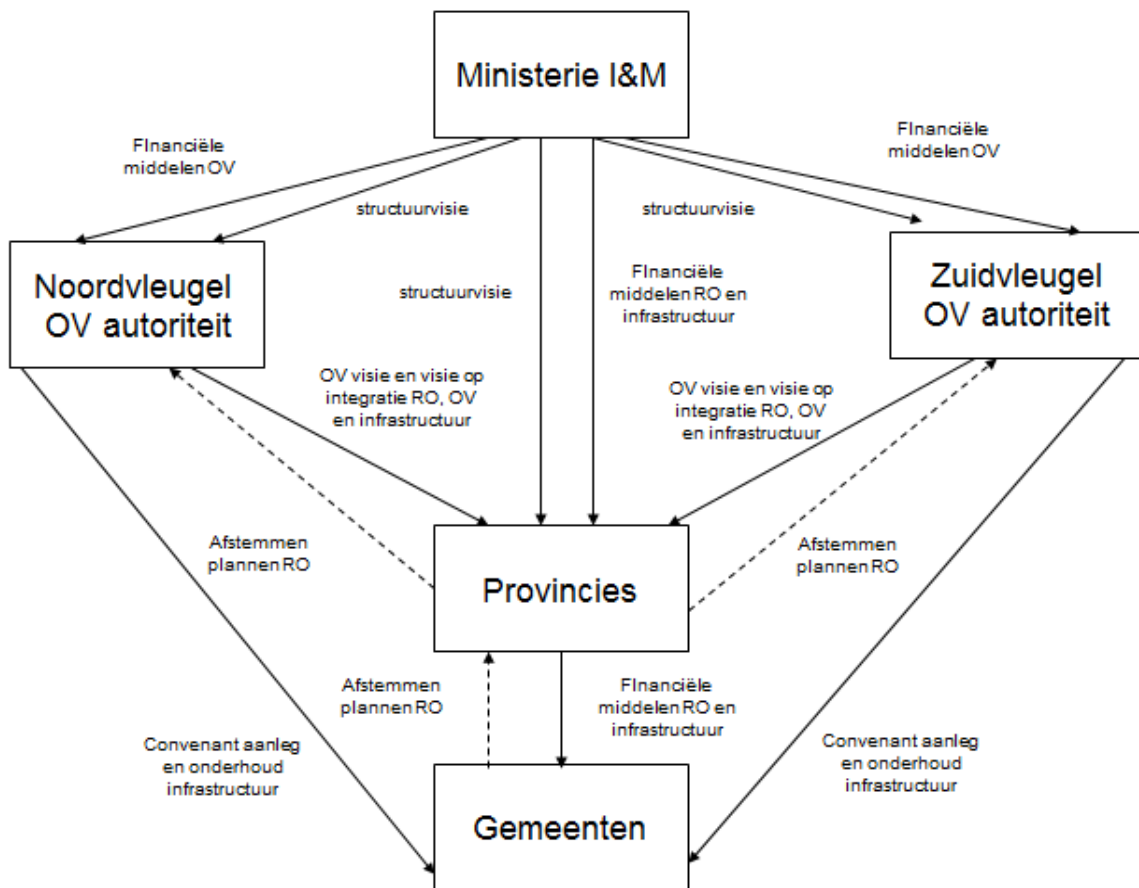 Ministerie I&M
FInanciële
middelen OV
FInanciële
middelen OV
structuurvisie
structuurvisie
Noordvleugel
OV autoriteit
structuurvisie
FInanciële
middelen RO en
infrastructuur
Zuidvleugel
OV autoriteit
OV visie en visie op
integratie RO, OV
en infrastructuur
OV visie en visie op
integratie RO, OV
en infrastructuur
Afstemmen
plannen RO
Provincies
Afstemmen
plannen RO
Afstemmen
plannen RO
FInanciële
middelen RO en
infrastructuur
Convenant aanleg
en onderhoud
infrastructuur
Convenant aanleg
en onderhoud
infrastructuur
Gemeenten